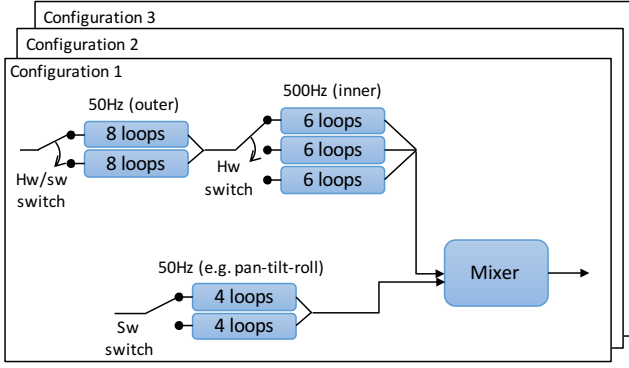 Configuration 3
Configuration 2
Configuration 1
50Hz (outer)
8 loops
8 loops
Hw/sw
switch
500Hz (inner)
6 loops
6 loops
6 loops
Hw
switch
50Hz (e.g. pan-tilt-roll)
4 loops
4 loops
Sw
switch
Mixer